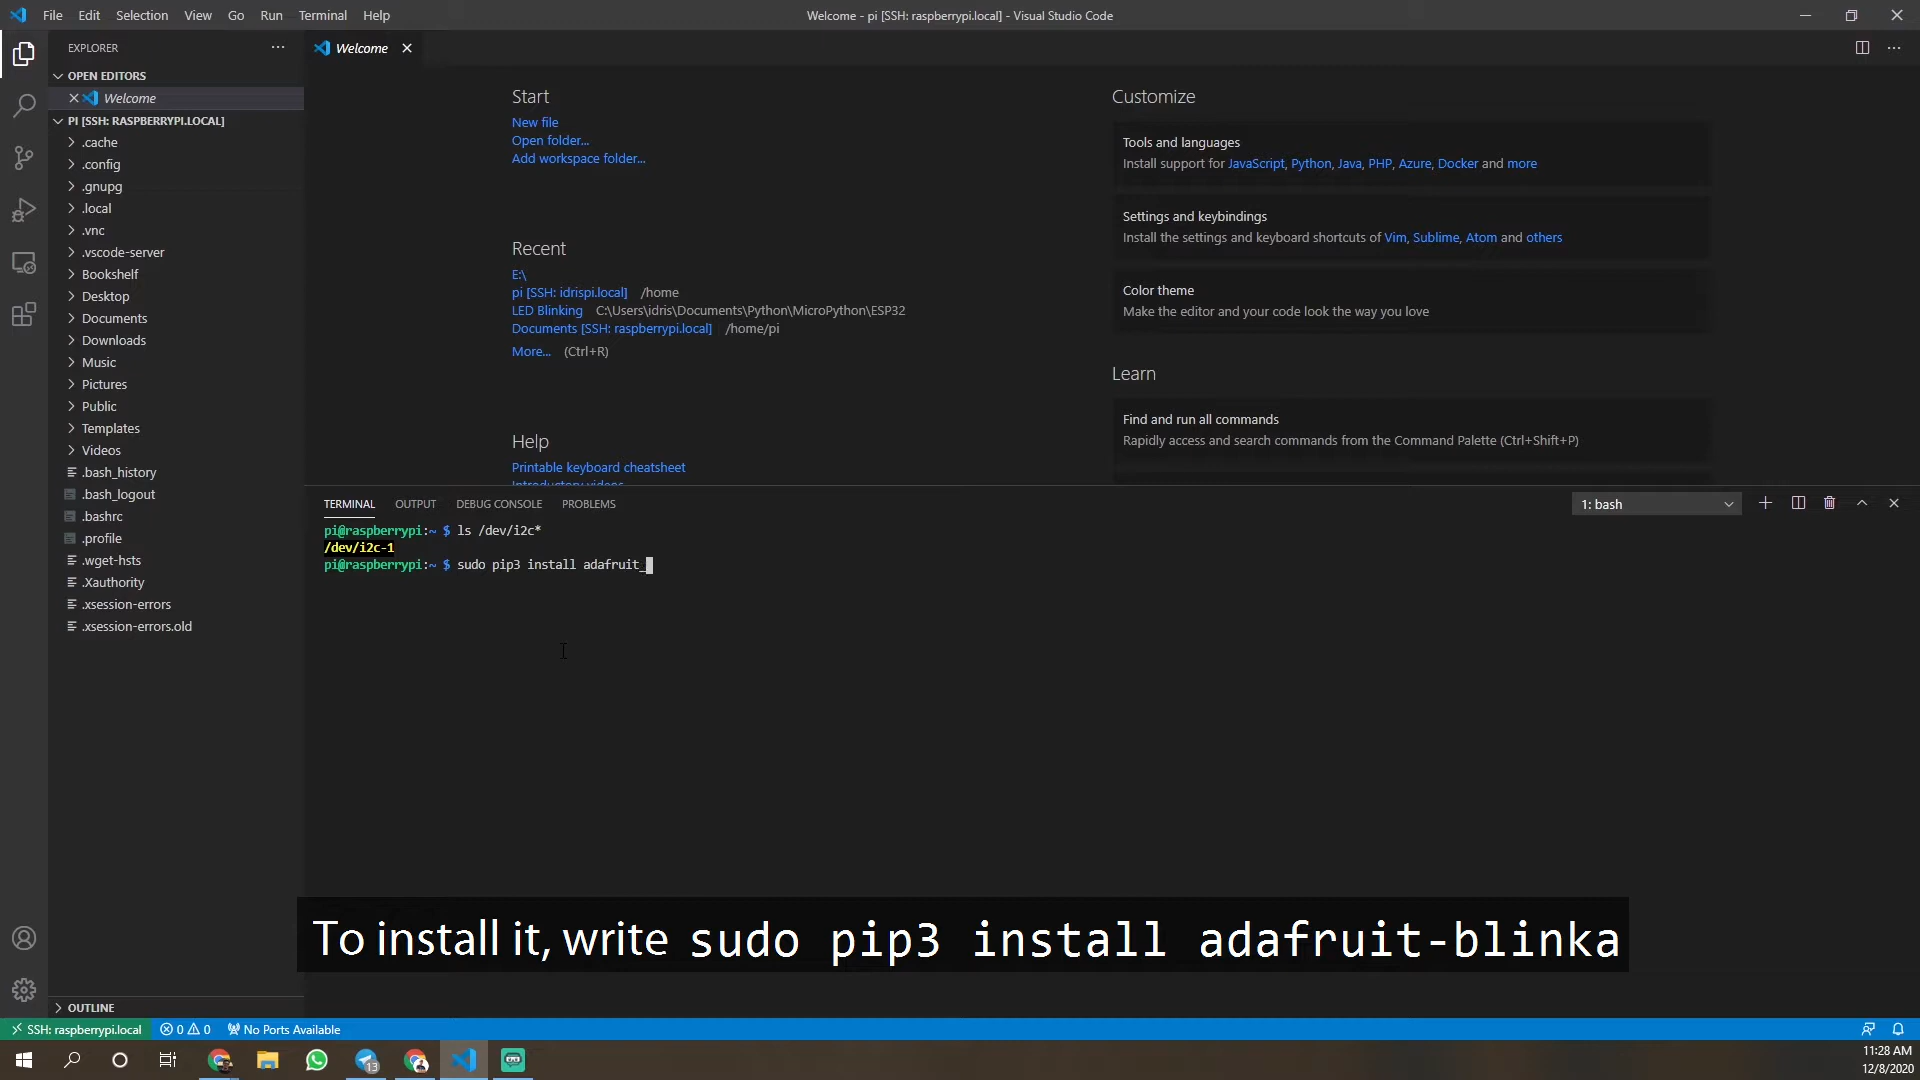 File Edit Selection View Go Run Terminal Help
Welcome - pi [SSH: raspberrypi.local] - Visual Studio Code
EXPLORER
OPEN EDITORS
Welcome
PI [SSH: RASPBERRYPI.LOCAL]
.cache
.config
.gnupg
.local
.vnc
.vscode-server
Bookshelf
Desktop
Documents
Downloads
Music
Pictures
Public
Templates
Videos
.bash_history
.bash_logout
.bashrc
.profile
.wget-hsts
.Xauthority
.xsession-errors
.xsession-errors.old
OUTLINE
Welcome
Start
New file
Open folder...
Add workspace folder...
Recent
E:\
pi [SSH: idrispi.local] /home
LED Blinking C:\Users\idris\Documents\Python\MicroPython\ESP32
Documents [SSH: raspberrypi.local] /home/pi
More... (Ctrl+R)
Help
Printable keyboard cheatsheet
Introductory videos
Customize
Tools and languages
Install support for JavaScript, Python, Java, PHP, Azure, Docker and more
Settings and keybindings
Install the settings and keyboard shortcuts of Vim, Sublime, Atom and others
Color theme
Make the editor and your code look the way you love
Learn
Find and run all commands
Rapidly access and search commands from the Command Palette (Ctrl+Shift+P)
TERMINAL OUTPUT DEBUG CONSOLE PROBLEMS
1: bash
pi@raspberrypi:~ $ ls /dev/i2c*
/dev/i2c-1
pi@raspberrypi:~ $ sudo pip3 install adafruit_
To install it, write sudo pip3 install adafruit-blinka
SSH: raspberrypi.local 0 0 No Ports Available
13
11:28 AM
12/8/2020